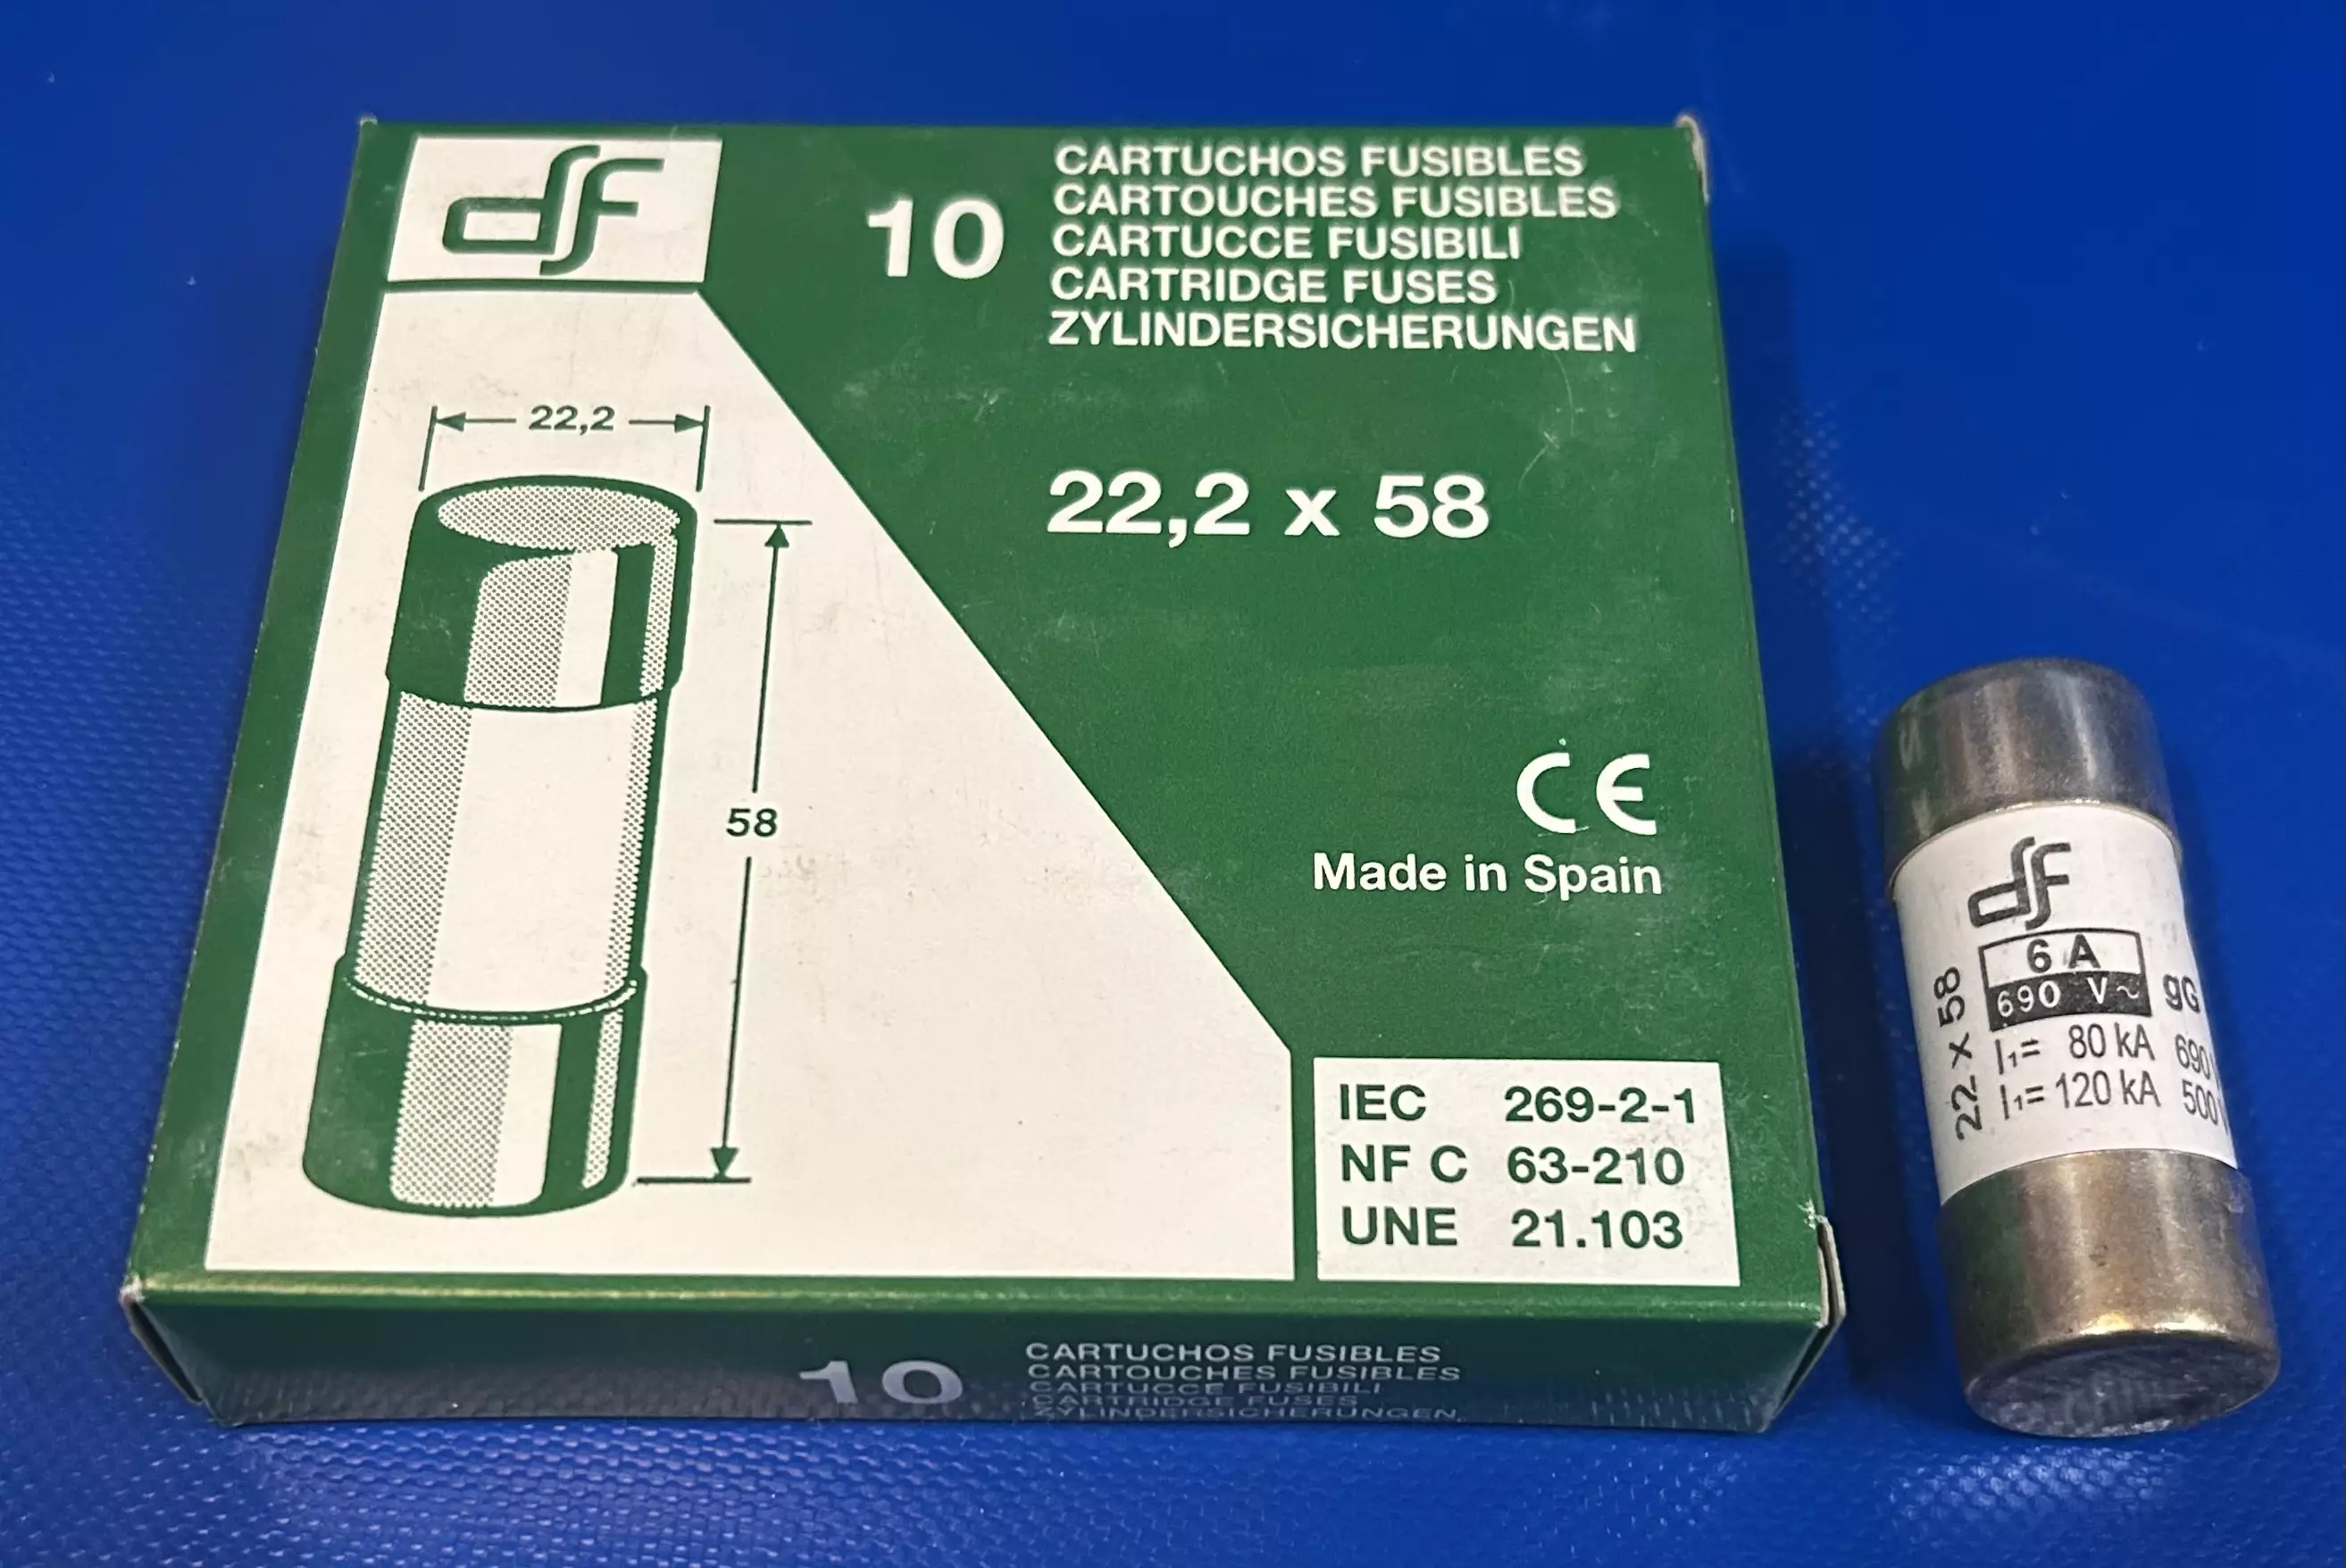 df
10
CARTUCHOS FUSIBLES
CARTOUCHES FUSIBLES
CARTUCCE FUSIBILI
CARTRIDGE FUSES
ZYLINDERSICHERUNGEN
22,2
58
22,2 x 58
CE
Made in Spain
IEC 269-2-1
NF C 63-210
UNE 21.103
10
CARTUCHOS FUSIBLES
CARTOUCHES FUSIBLES
CARTUCCE FUSIBILI
CARTRIDGE FUSES
ZYLINDERSICHERUNGEN
df
6 A
690 V~
gG
22 x 58
I₁= 80 kA 690
I₁= 120 kA 500